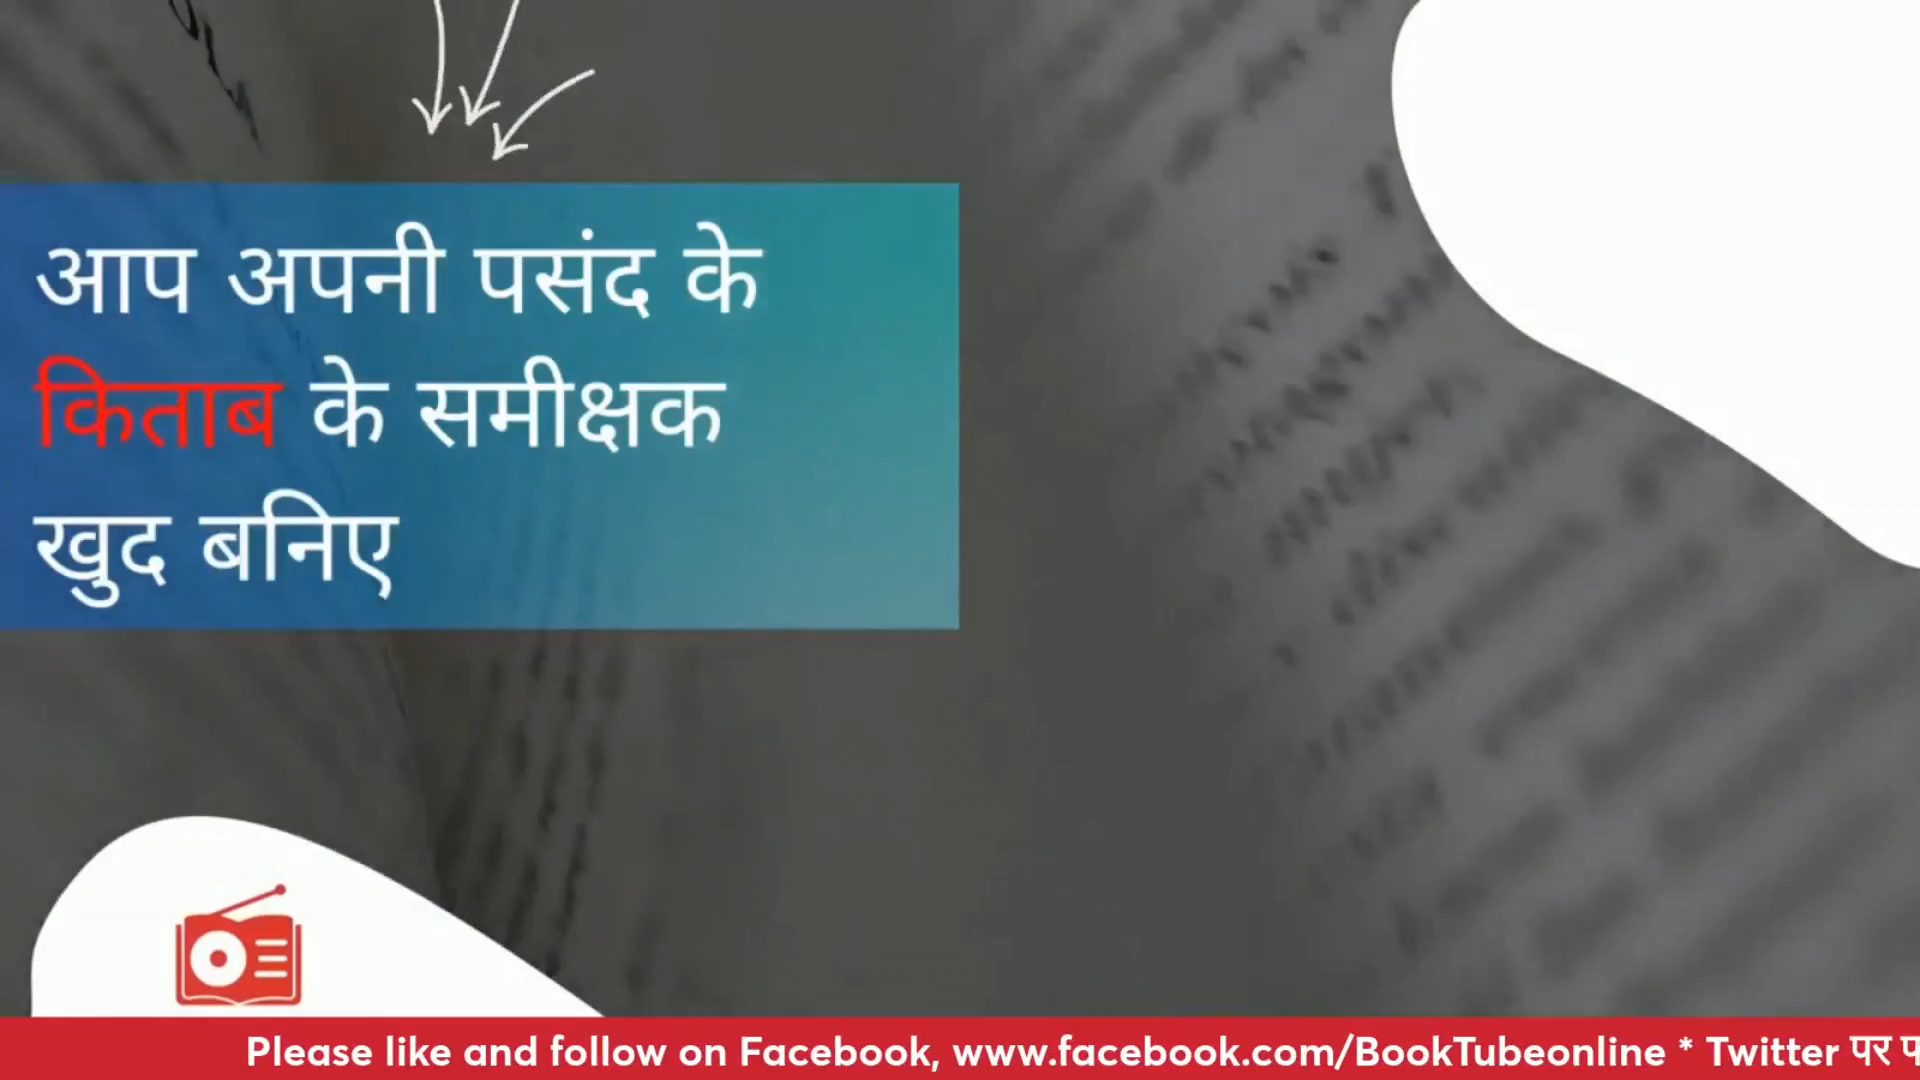 आप अपनी पसंद के
किताब के समीक्षक
खुद बनिए
Please like and follow on Facebook, www.facebook.com/BookTubeonline * Twitter पर